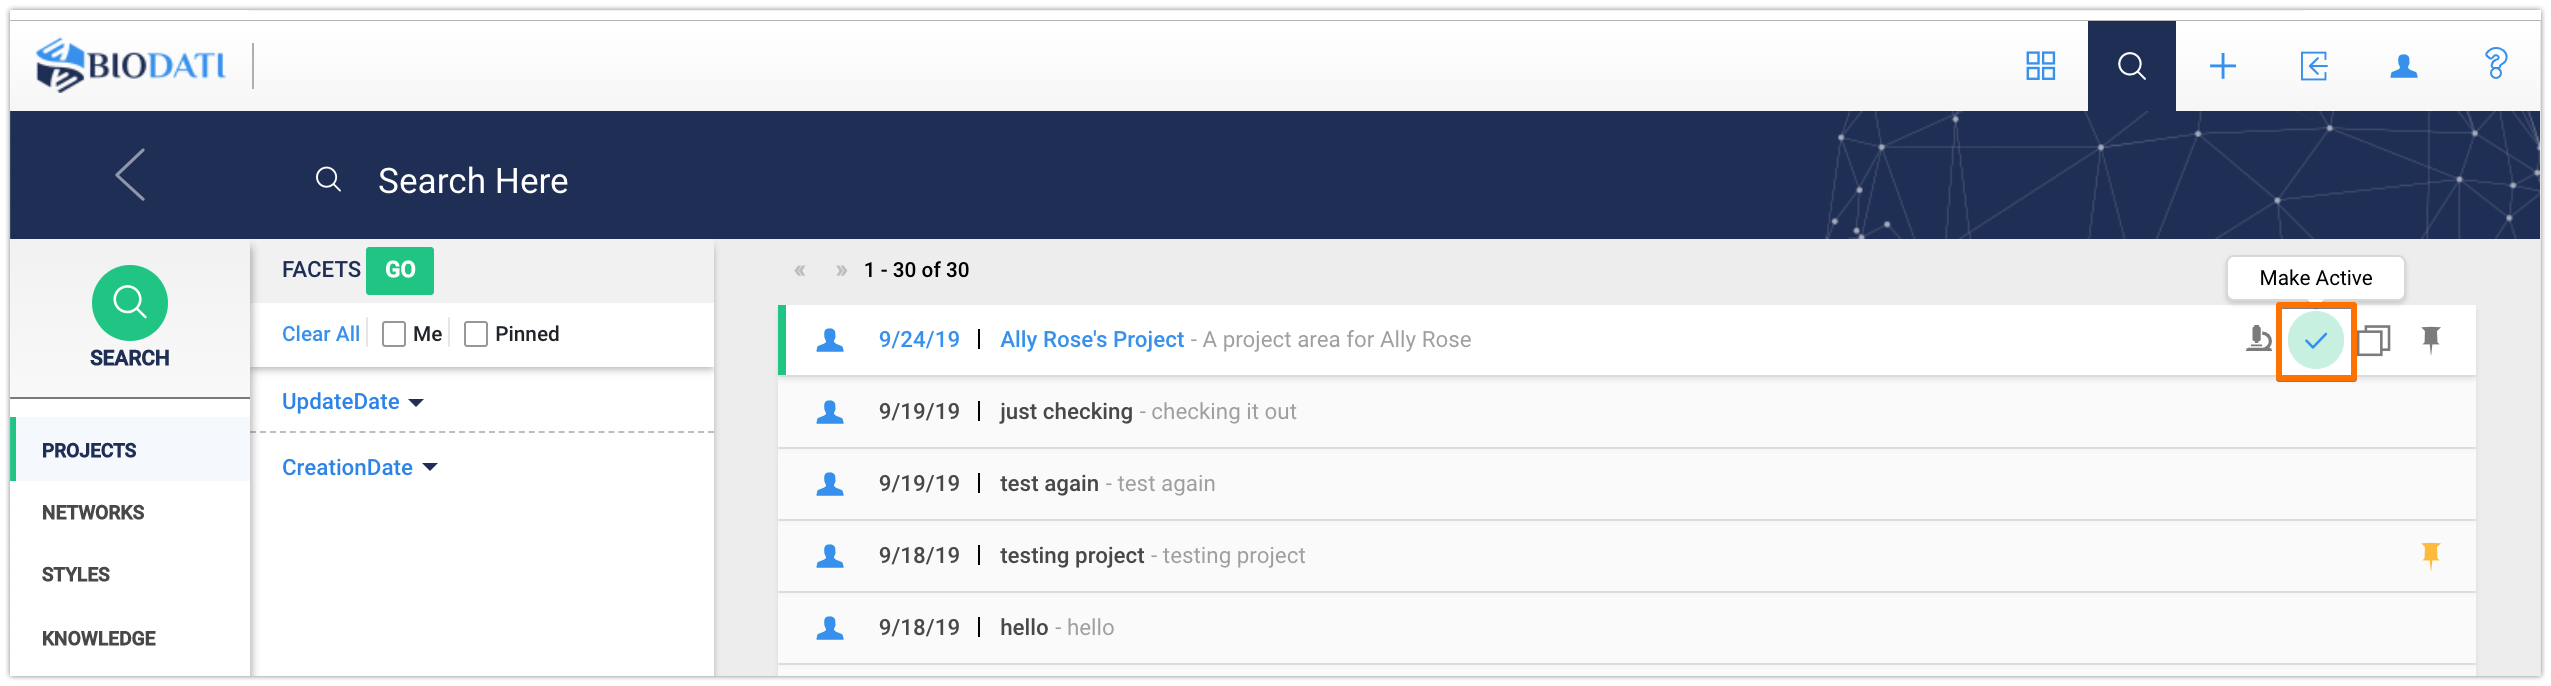 BIODATI
Search Here
SEARCH
PROJECTS
NETWORKS
STYLES
KNOWLEDGE
FACETS GO
Clear All Me Pinned
UpdateDate
CreationDate
« » 1 - 30 of 30
Make Active
9/24/19 | Ally Rose's Project - A project area for Ally Rose
9/19/19 | just checking - checking it out
9/19/19 | test again - test again
9/18/19 | testing project - testing project
9/18/19 | hello - hello